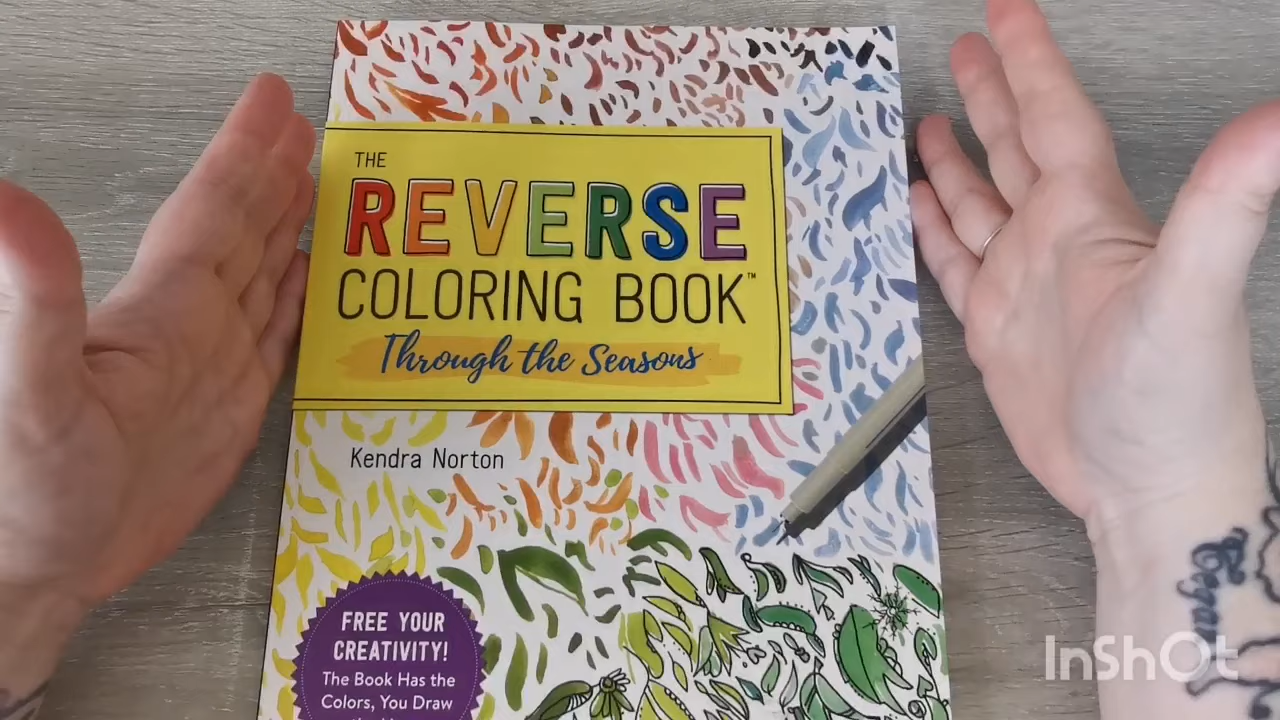 THE
REVERSE
COLORING BOOK™
Through the Seasons
Kendra Norton
FREE YOUR
CREATIVITY!
The Book Has the
Colors, You Draw
Vegan
InShOt